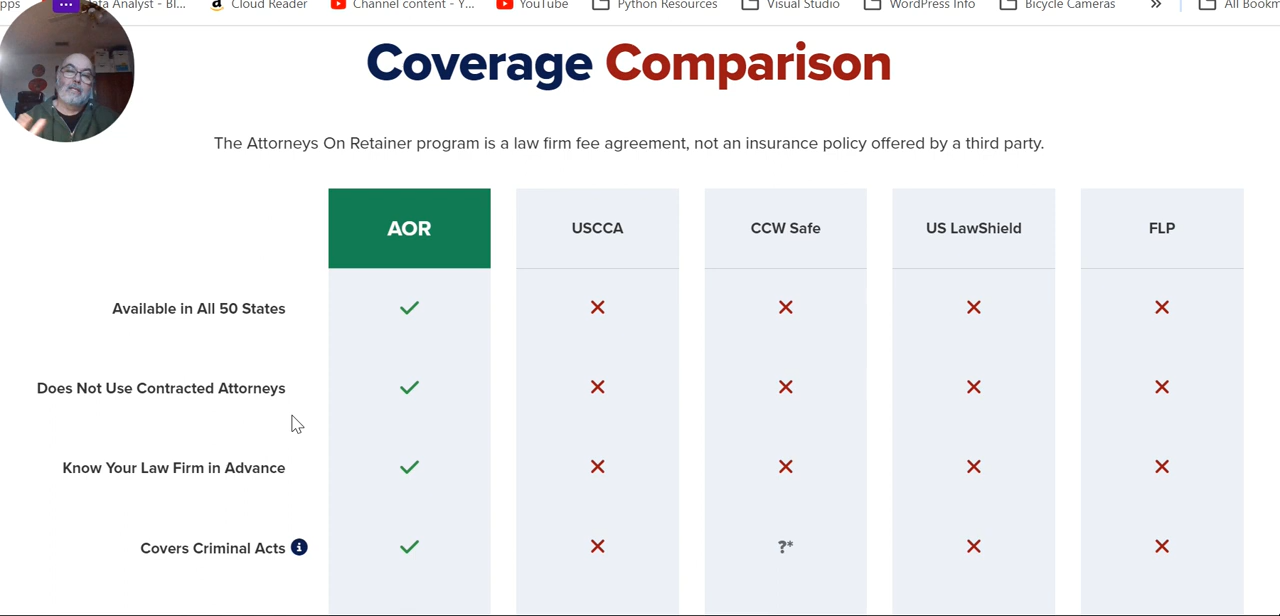 pps ... ata Analyst - Bl... a Cloud Reader Channel content - Y... YouTube Python Resources Visual Studio WordPress Info Bicycle Cameras » All Bookm
Coverage Comparison
The Attorneys On Retainer program is a law firm fee agreement, not an insurance policy offered by a third party.
AOR USCCA CCW Safe US LawShield FLP
Available in All 50 States ✓ ✕ ✕ ✕ ✕
Does Not Use Contracted Attorneys ✓ ✕ ✕ ✕ ✕
Know Your Law Firm in Advance ✓ ✕ ✕ ✕ ✕
Covers Criminal Acts i ✓ ✕ ?* ✕ ✕